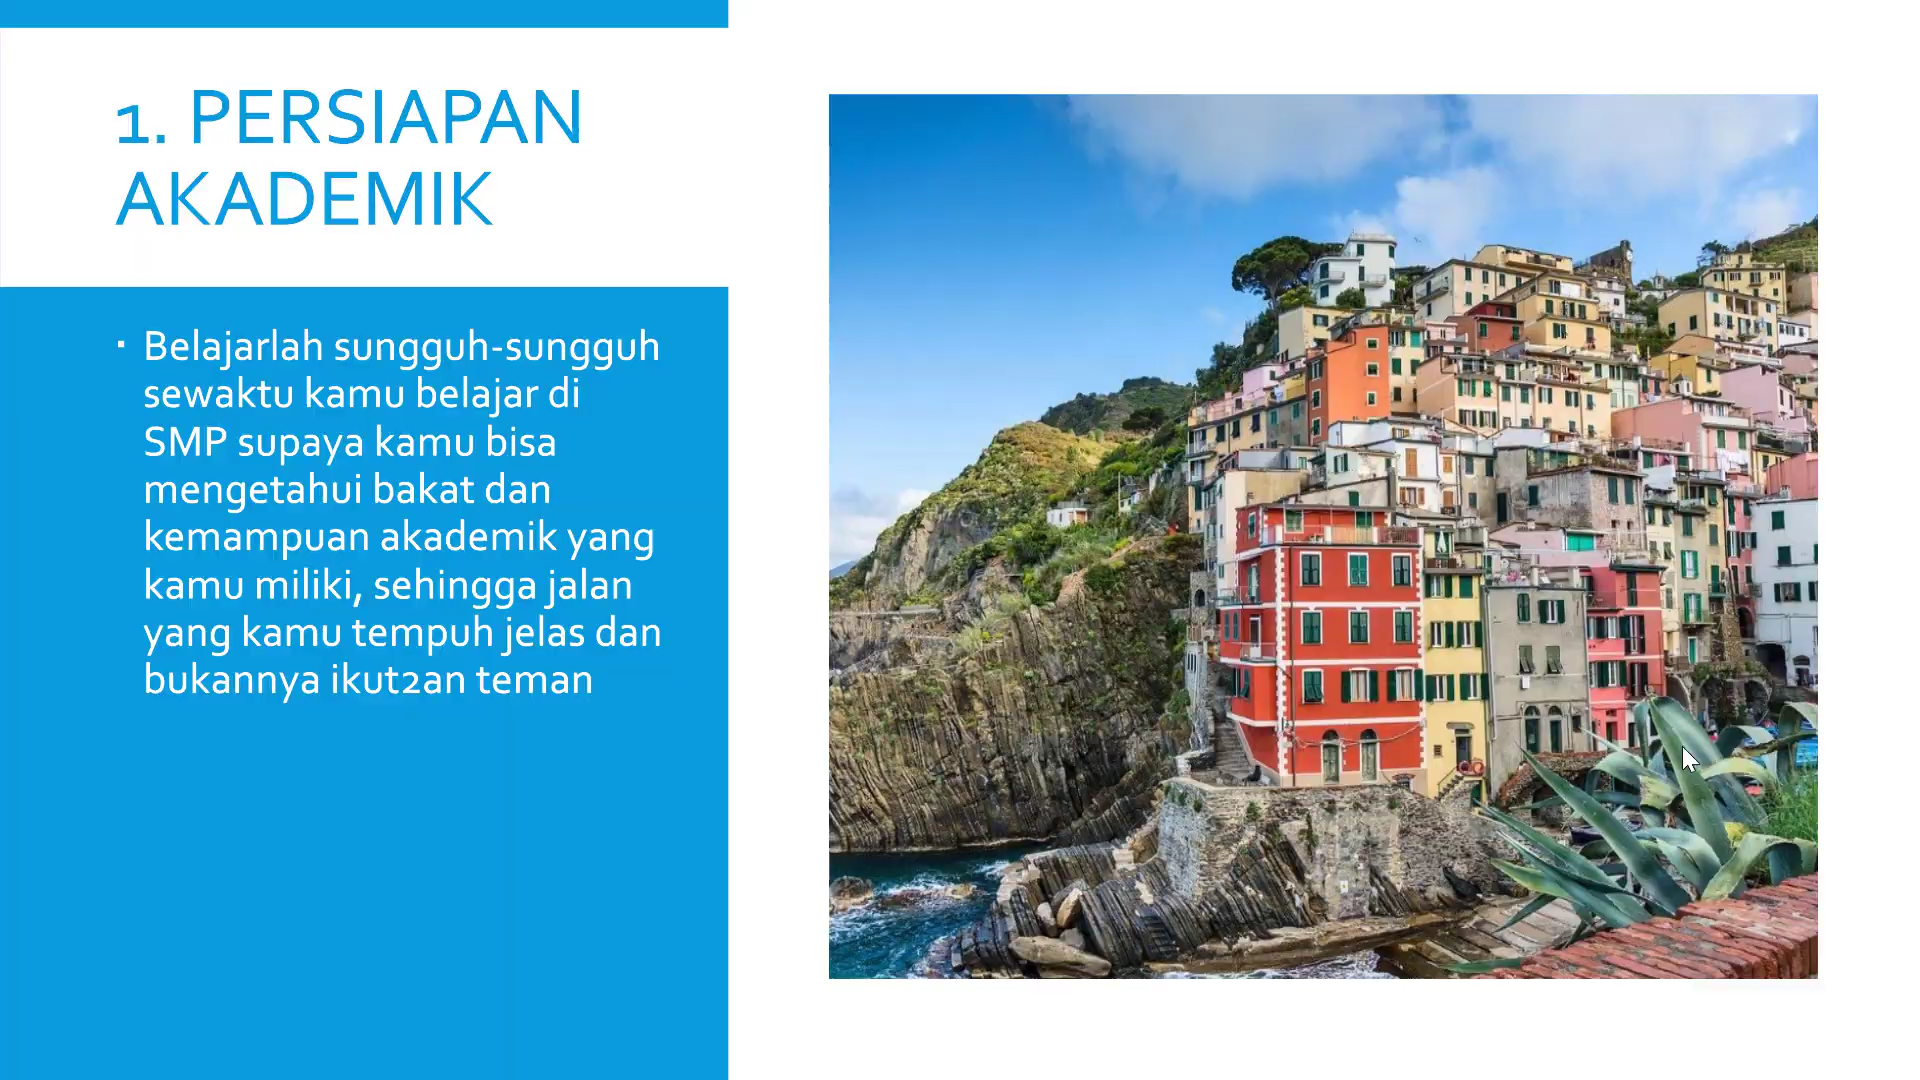 1. PERSIAPAN
AKADEMIK
▪ Belajarlah sungguh-sungguh
sewaktu kamu belajar di
SMP supaya kamu bisa
mengetahui bakat dan
kemampuan akademik yang
kamu miliki, sehingga jalan
yang kamu tempuh jelas dan
bukannya ikut2an teman